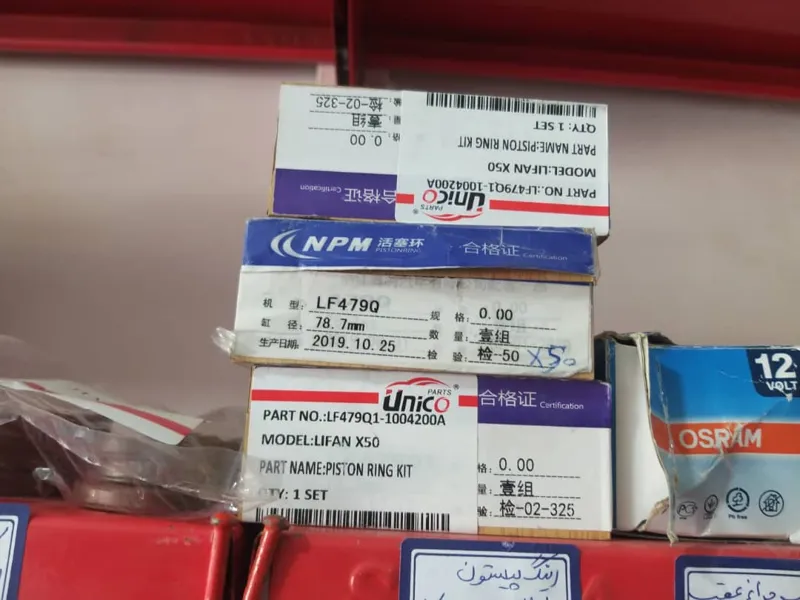 检-02-325
壹组
0.00
合格证 Certification
QTY: 1 SET
PART NAME:PISTON RING KIT
MODEL:LIFAN X50
PART NO.:LF479Q1-1004200A
Unico PARTS ®
NPM 活塞环 PISTONRING 合格证 Certification
机 型: LF479Q 规 格: 0.00
缸 径: 78.7mm 数 量: 壹组
生产日期: 2019.10.25 检 验: 检-50 X50
Unico PARTS ® 合格证 Certification
PART NO.:LF479Q1-1004200A
MODEL:LIFAN X50
PART NAME:PISTON RING KIT 格: 0.00
QTY: 1 SET 量: 壹组
验: 检-02-325
12
VOLT
OSRAM
رینگ پیستون